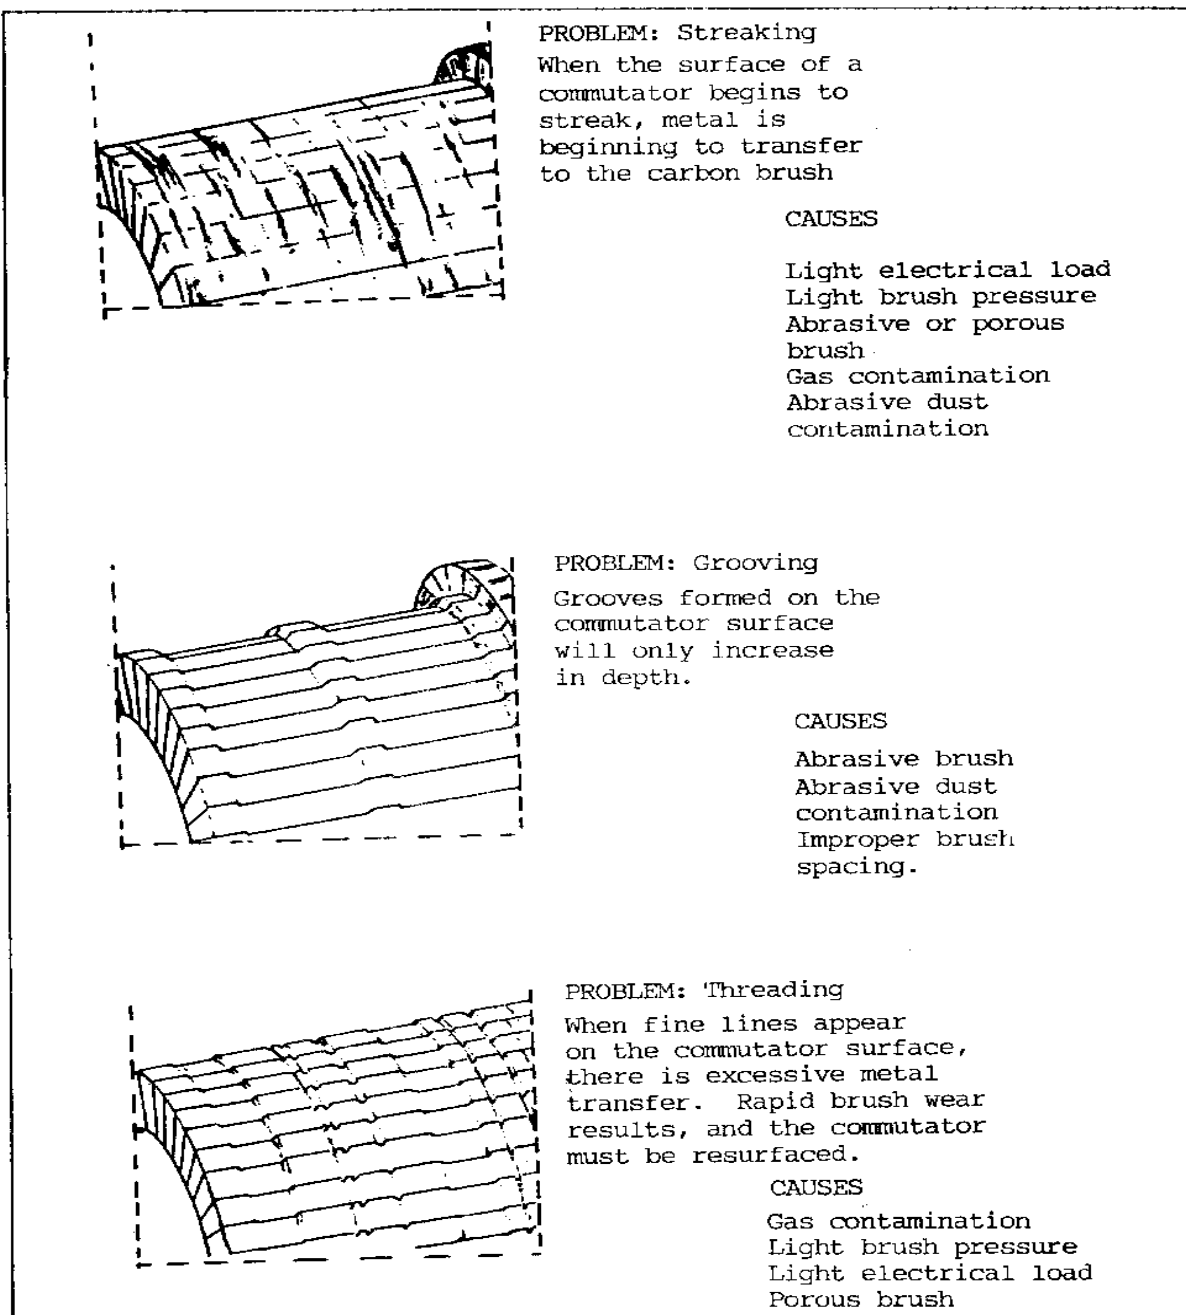 PROBLEM: Streaking
When the surface of a
commutator begins to
streak, metal is
beginning to transfer
to the carbon brush
CAUSES
Light electrical load
Light brush pressure
Abrasive or porous
brush
Gas contamination
Abrasive dust
contamination
PROBLEM: Grooving
Grooves formed on the
commutator surface
will only increase
in depth.
CAUSES
Abrasive brush
Abrasive dust
contamination
Improper brush
spacing.
PROBLEM: Threading
When fine lines appear
on the commutator surface,
there is excessive metal
transfer. Rapid brush wear
results, and the commutator
must be resurfaced.
CAUSES
Gas contamination
Light brush pressure
Light electrical load
Porous brush